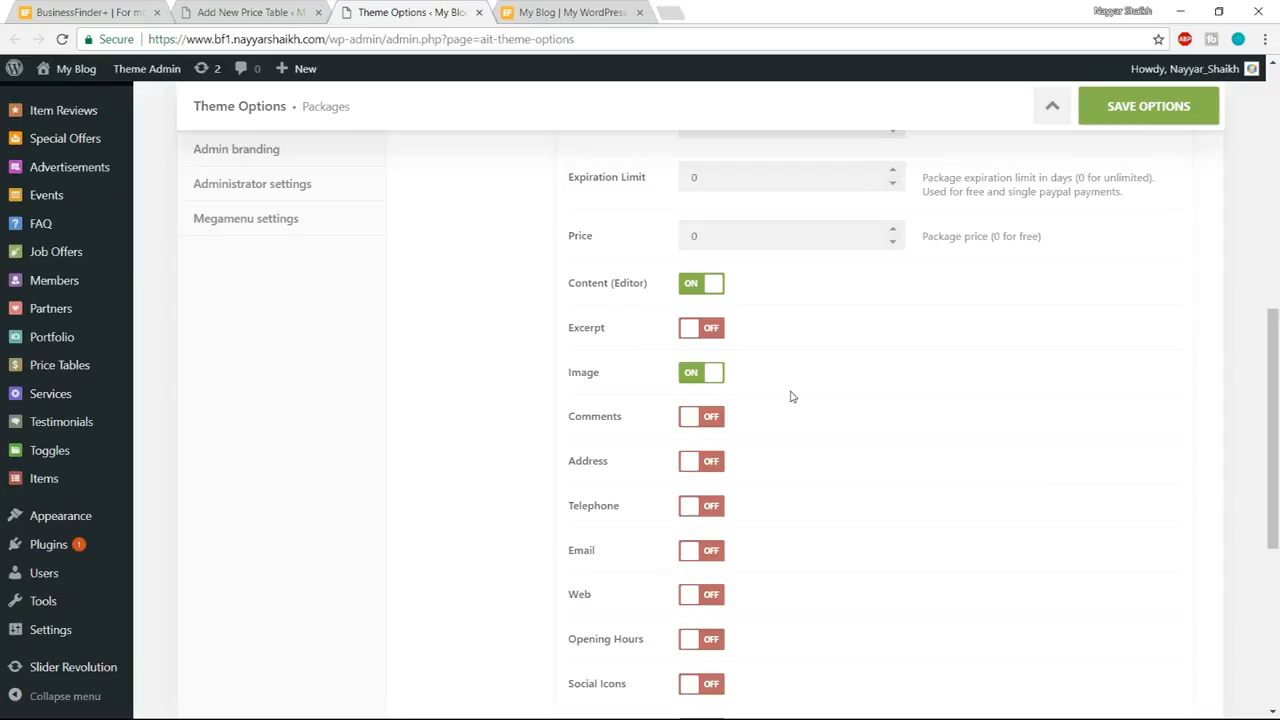 BusinessFinder+ | For mo
Add New Price Table ‹ M
Theme Options ‹ My Blo
My Blog | My WordPress
Nayyar Shaikh
Secure
https://www.bf1.nayyarshaikh.com/wp-admin/admin.php?page=ait-theme-options
ABP
My Blog
Theme Admin
2
0
New
Howdy, Nayyar_Shaikh
Item Reviews
Special Offers
Advertisements
Events
FAQ
Job Offers
Members
Partners
Portfolio
Price Tables
Services
Testimonials
Toggles
Items
Appearance
Plugins 1
Users
Tools
Settings
Slider Revolution
Collapse menu
Theme Options • Packages
SAVE OPTIONS
Admin branding
Administrator settings
Megamenu settings
Expiration Limit
0
Package expiration limit in days (0 for unlimited).
Used for free and single paypal payments.
Price
0
Package price (0 for free)
Content (Editor)
ON
Excerpt
OFF
Image
ON
Comments
OFF
Address
OFF
Telephone
OFF
Email
OFF
Web
OFF
Opening Hours
OFF
Social Icons
OFF